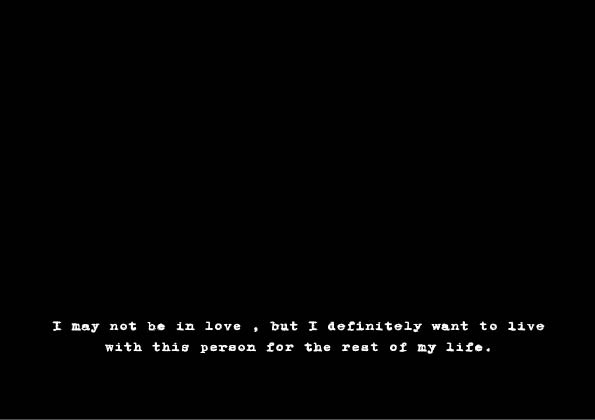 I may not be in love , but I definitely want to live
with this person for the rest of my life.